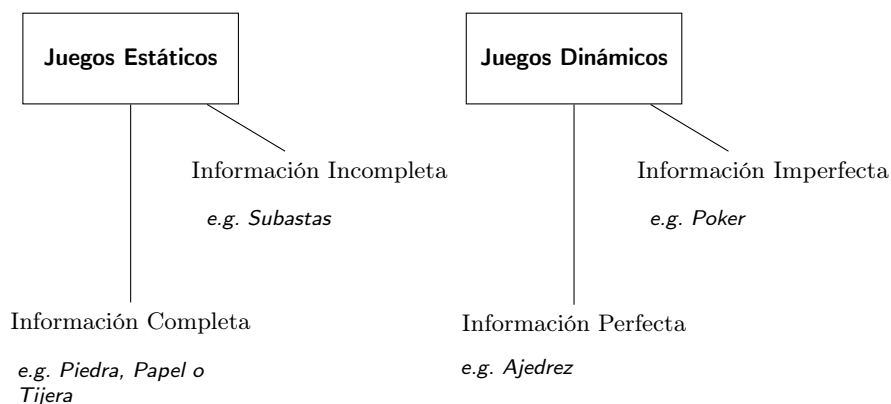 Juegos Estáticos
Información Incompleta
e.g. Subastas
Información Completa
e.g. Piedra, Papel o
Tijera
Juegos Dinámicos
Información Imperfecta
e.g. Poker
Información Perfecta
e.g. Ajedrez